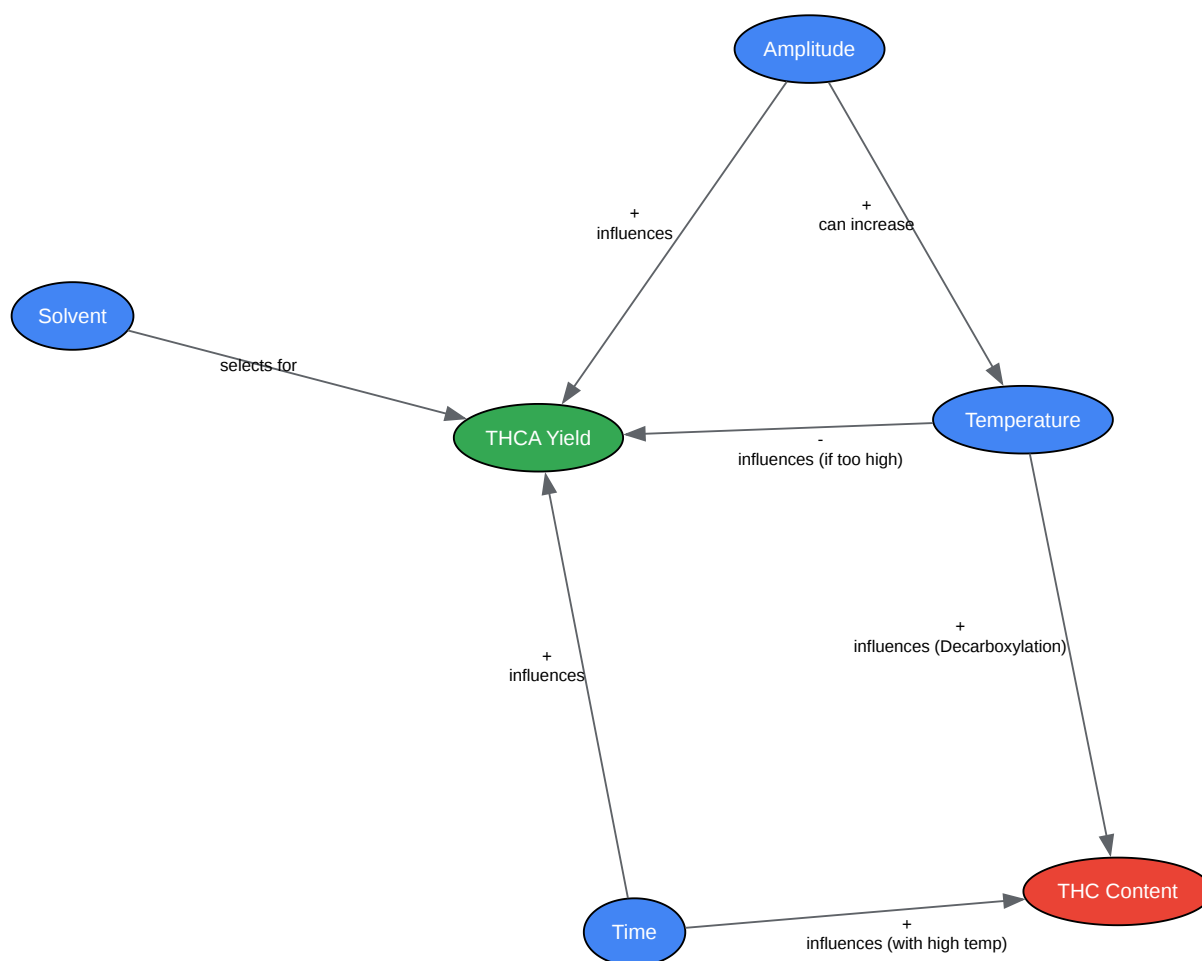 Amplitude
+
influences
+
can increase
Solvent
selects for
THCA Yield
Temperature
-
influences (if too high)
+
influences (Decarboxylation)
+
influences
THC Content
Time
+
influences (with high temp)